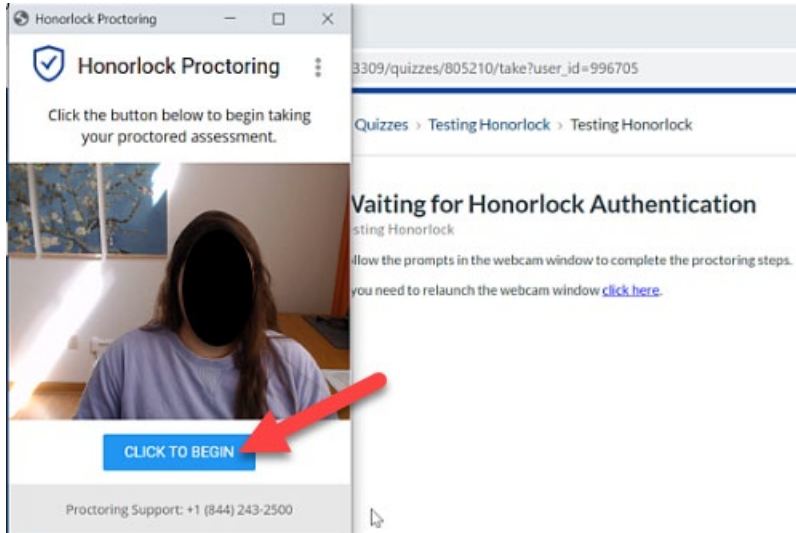 Honorlock Proctoring
Honorlock Proctoring
Click the button below to begin taking
your proctored assessment.
CLICK TO BEGIN
Proctoring Support: +1 (844) 243-2500
3309/quizzes/805210/take?user_id=996705
Quizzes > Testing Honorlock > Testing Honorlock
Waiting for Honorlock Authentication
sting Honorlock
llow the prompts in the webcam window to complete the proctoring steps.
you need to relaunch the webcam window click here.